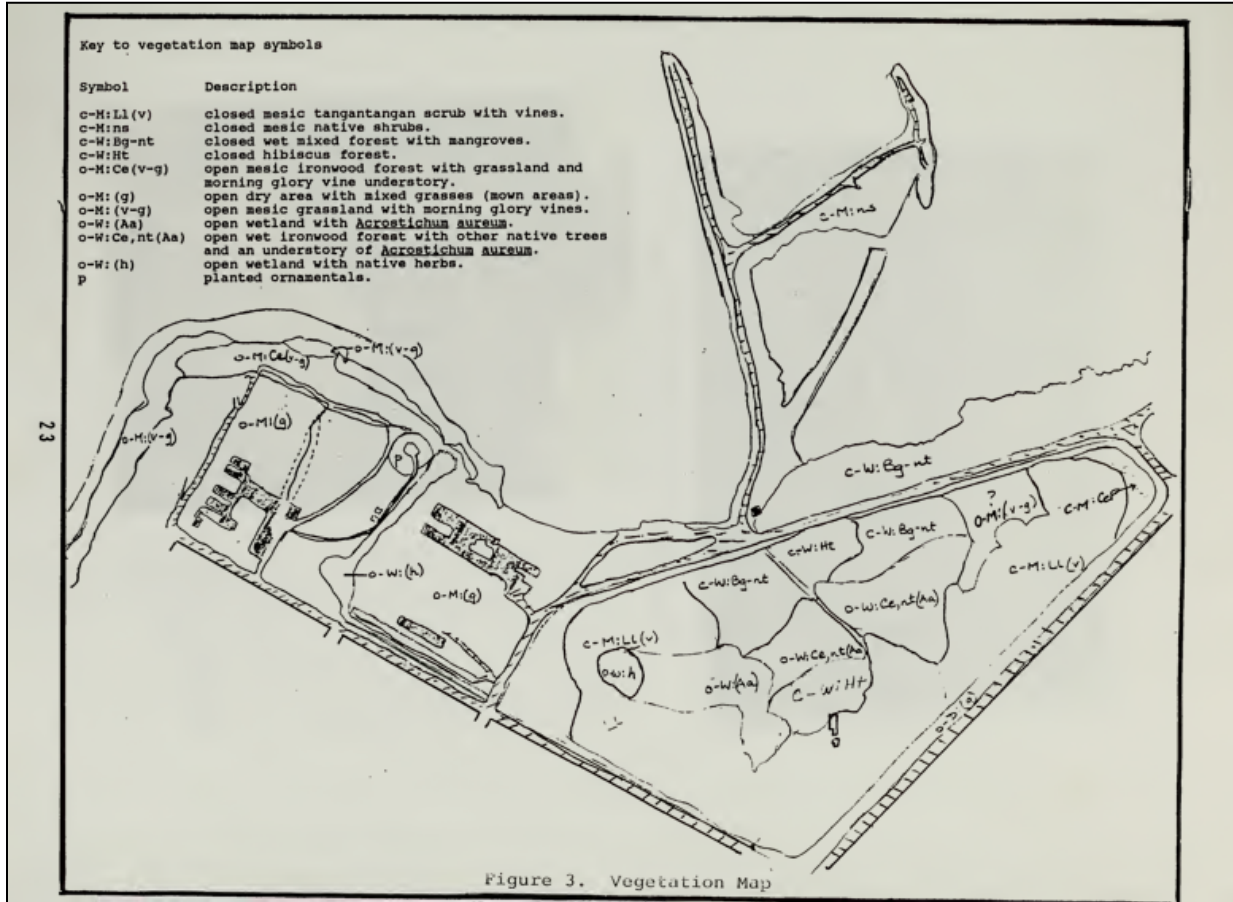 Key to vegetation map symbols
Symbol Description
c-M:Ll(v) closed mesic tangantangan scrub with vines.
c-M:ns closed mesic native shrubs.
c-W:Bg-nt closed wet mixed forest with mangroves.
c-W:Ht closed hibiscus forest.
o-M:Ce(v-g) open mesic ironwood forest with grassland and
morning glory vine understory.
o-M:(g) open dry area with mixed grasses (mown areas).
o-M:(v-g) open mesic grassland with morning glory vines.
o-W:(Aa) open wetland with Acrostichum aureum.
o-W:Ce,nt(Aa) open wet ironwood forest with other native trees
and an understory of Acrostichum aureum.
o-W:(h) open wetland with native herbs.
p planted ornamentals.
c-M:ns
o-M:Ce(v-g)
o-M:(v-g)
o-M:(v-g)
o-M:(g)
P
23
c-W:Bg-nt
?
o-M:(v-g)
c-M:Ce
c-W:Bg-nt
c-W:Ht
c-M:Ll(v)
c-W:Bg-nt
o-W:(h)
o-M:(g)
o-W:Ce,nt(Aa)
c-M:Ll(v)
o-W:Ce,nt(Aa)
o-W:h
o-W:(Aa)
C-W:Ht
Figure 3. Vegetation Map